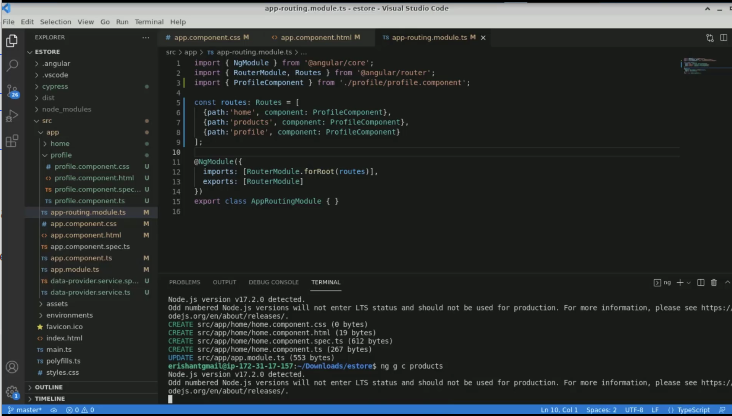 app-routing.module.ts - estore - Visual Studio Code
File Edit Selection View Go Run Terminal Help
EXPLORER
ESTORE
.angular
.vscode
cypress
dist
node_modules
src
app
home
profile
# profile.component.css U
<> profile.component.html U
TS profile.component.spec... U
TS profile.component.ts U
TS app-routing.module.ts M
# app.component.css M
<> app.component.html M
TS app.component.spec.ts
TS app.component.ts M
TS app.module.ts M
TS data-provider.service.sp... U
TS data-provider.service.ts U
assets
environments
favicon.ico
<> index.html
TS main.ts
TS polyfills.ts
# styles.css
OUTLINE
TIMELINE
24
1
# app.component.css M
<> app.component.html M
TS app-routing.module.ts M
src > app > TS app-routing.module.ts > ...
1 import { NgModule } from '@angular/core';
2 import { RouterModule, Routes } from '@angular/router';
3 import { ProfileComponent } from './profile/profile.component';
4
5 const routes: Routes = [
6 {path:'home', component: ProfileComponent},
7 {path:'products', component: ProfileComponent},
8 {path:'profile', component: ProfileComponent}
9 ];
10
11 @NgModule({
12 imports: [RouterModule.forRoot(routes)],
13 exports: [RouterModule]
14 })
15 export class AppRoutingModule { }
16
PROBLEMS OUTPUT DEBUG CONSOLE TERMINAL
ng
Node.js version v17.2.0 detected.
Odd numbered Node.js versions will not enter LTS status and should not be used for production. For more information, please see https:/
odejs.org/en/about/releases/.
CREATE src/app/home/home.component.css (0 bytes)
CREATE src/app/home/home.component.html (19 bytes)
CREATE src/app/home/home.component.spec.ts (612 bytes)
CREATE src/app/home/home.component.ts (267 bytes)
UPDATE src/app/app.module.ts (553 bytes)
erishantgmail@ip-172-31-17-157:~/Downloads/estore$ ng g c products
Node.js version v17.2.0 detected.
Odd numbered Node.js versions will not enter LTS status and should not be used for production. For more information, please see https:/
odejs.org/en/about/releases/.
master* 0 0
Ln 10, Col 1 Spaces: 2 UTF-8 LF {} TypeScript